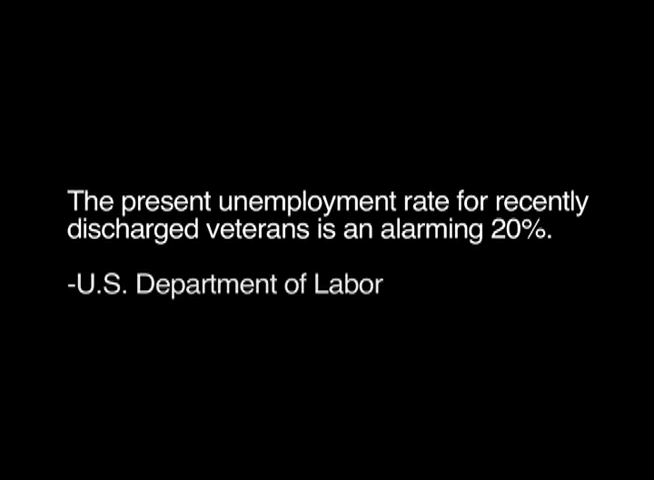 The present unemployment rate for recently
discharged veterans is an alarming 20%.
-U.S. Department of Labor